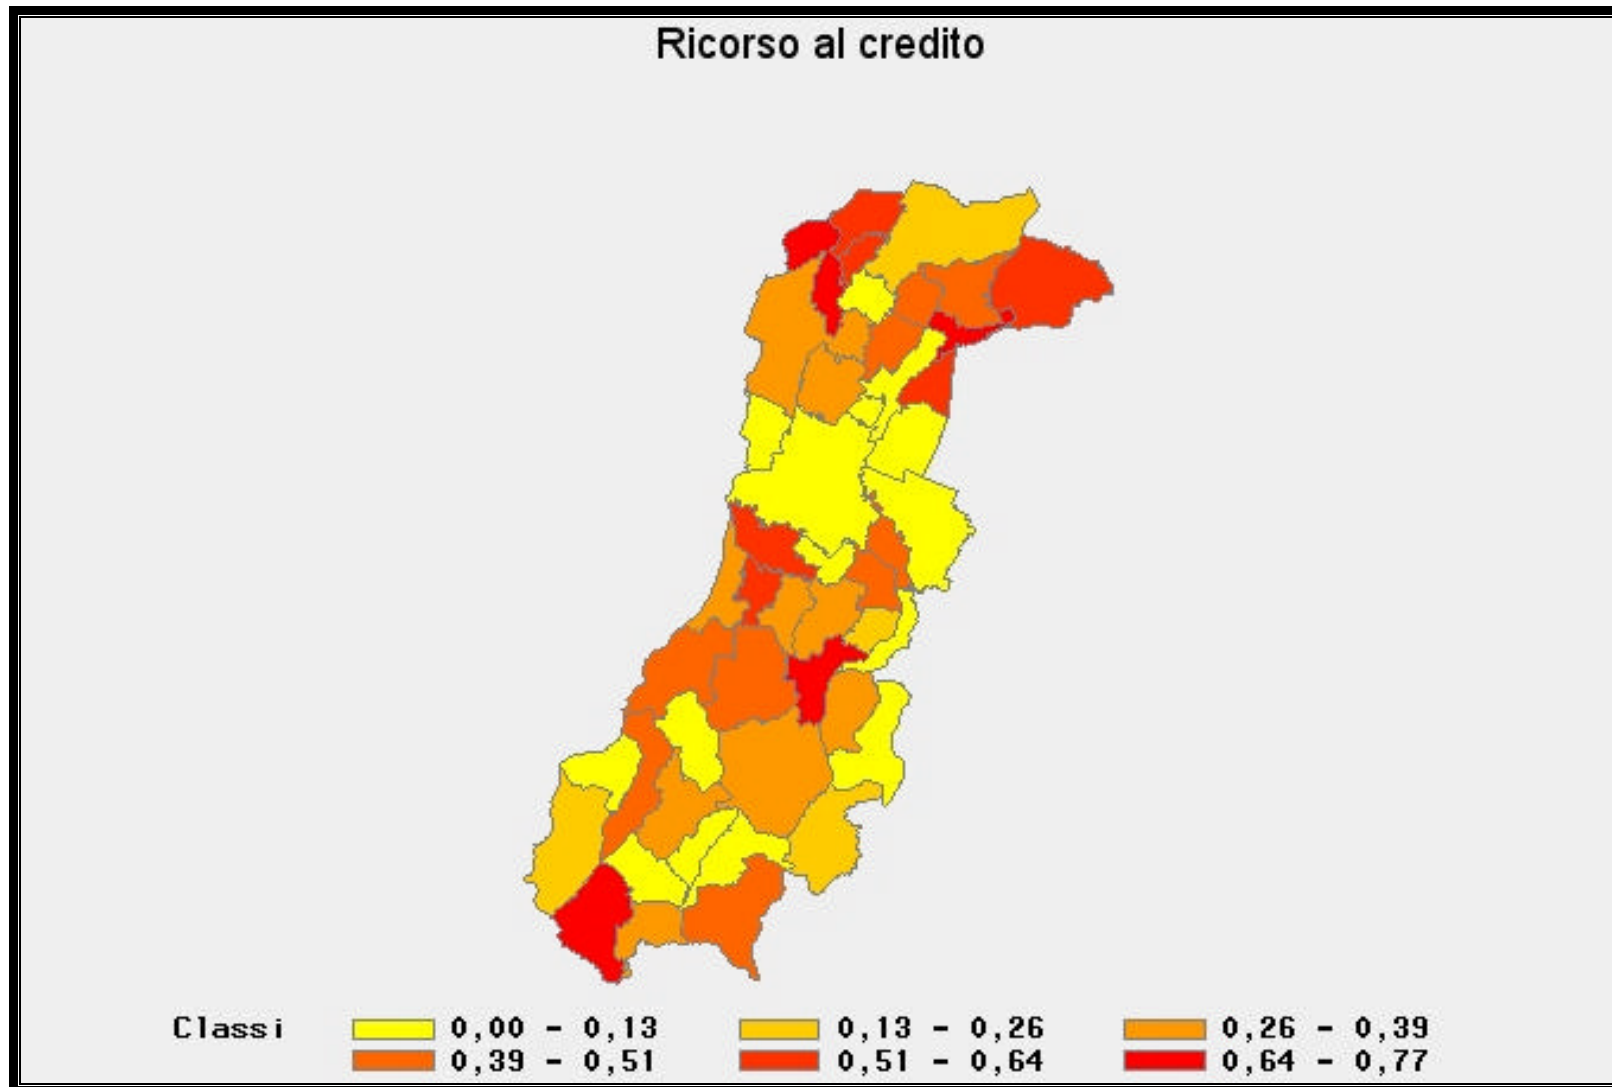 Ricorso al credito
Classi 0,00 - 0,13 0,13 - 0,26 0,26 - 0,39
0,39 - 0,51 0,51 - 0,64 0,64 - 0,77